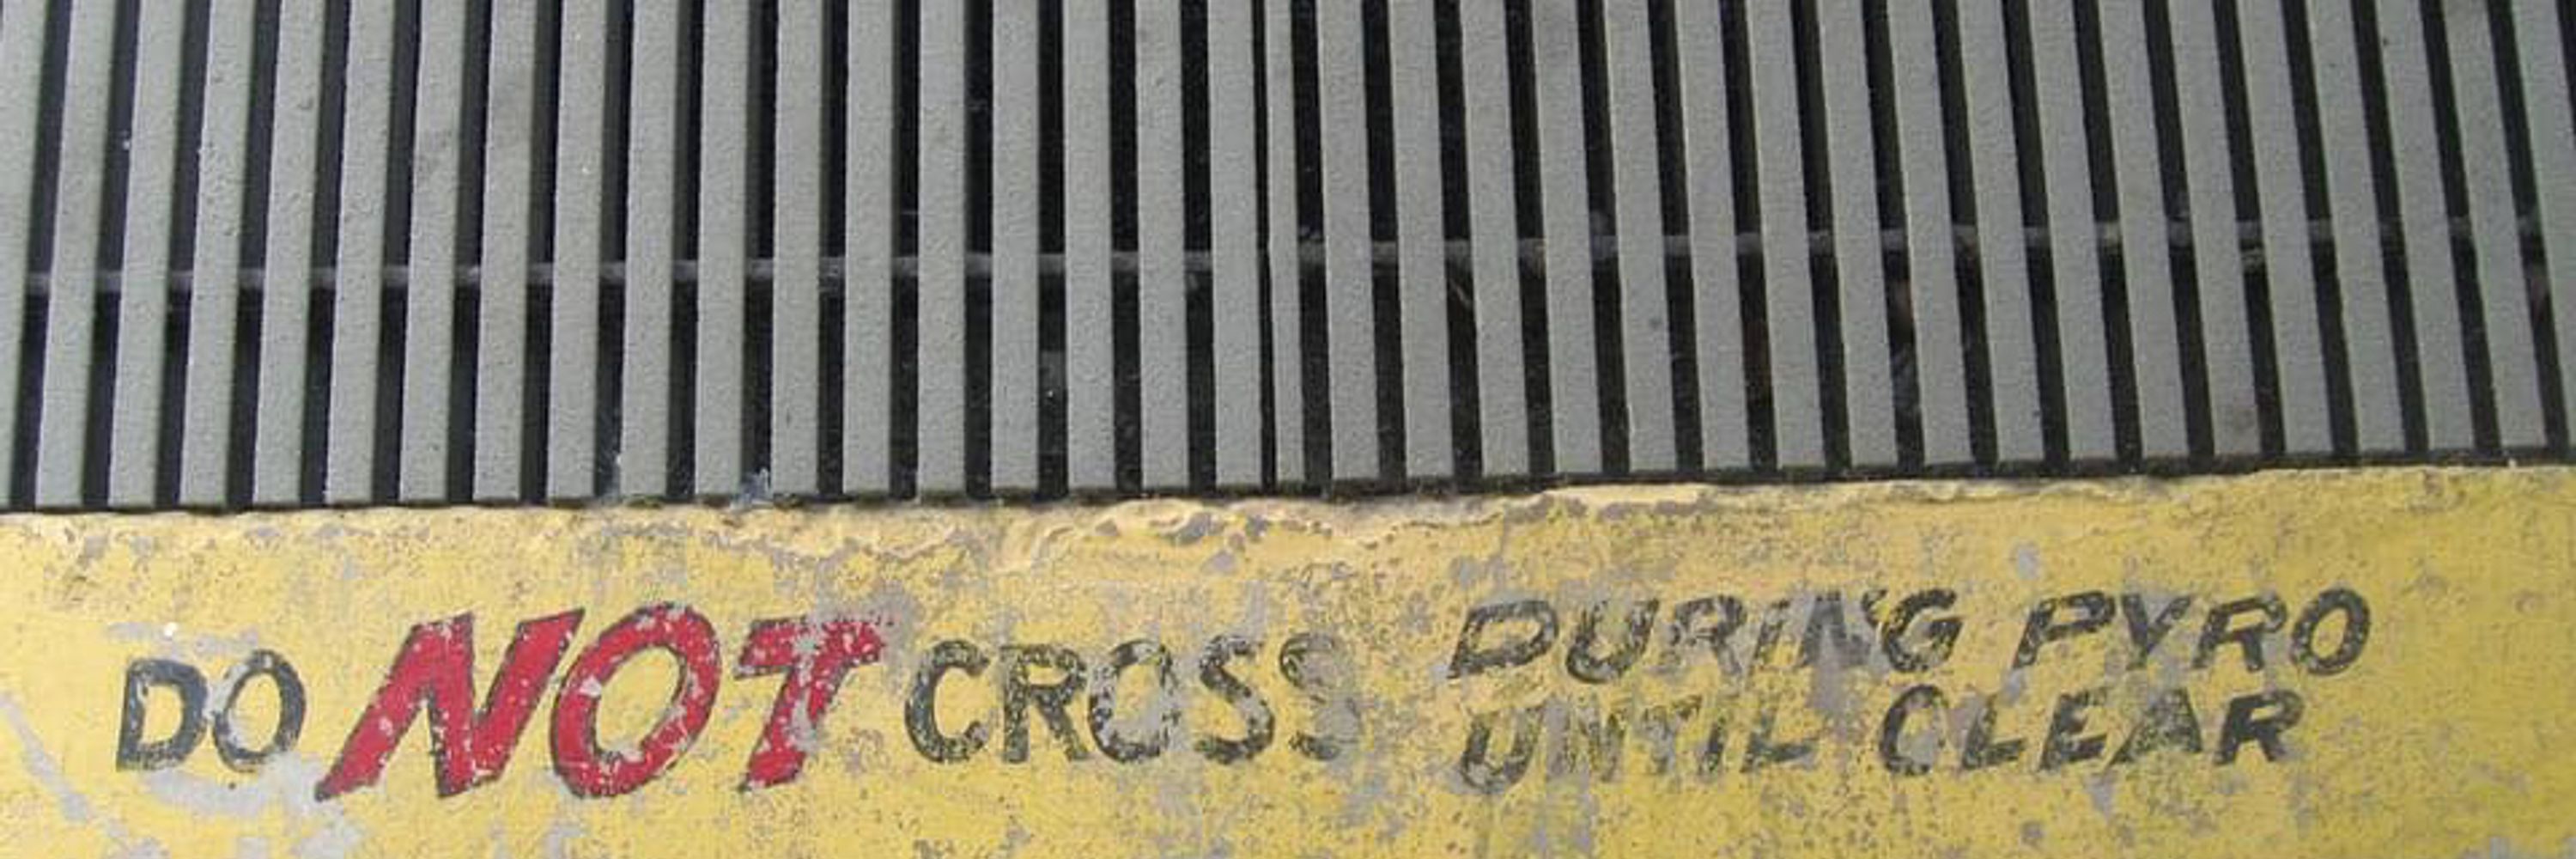 DO NOT CROSS
DURING PYRO
UNTIL CLEAR